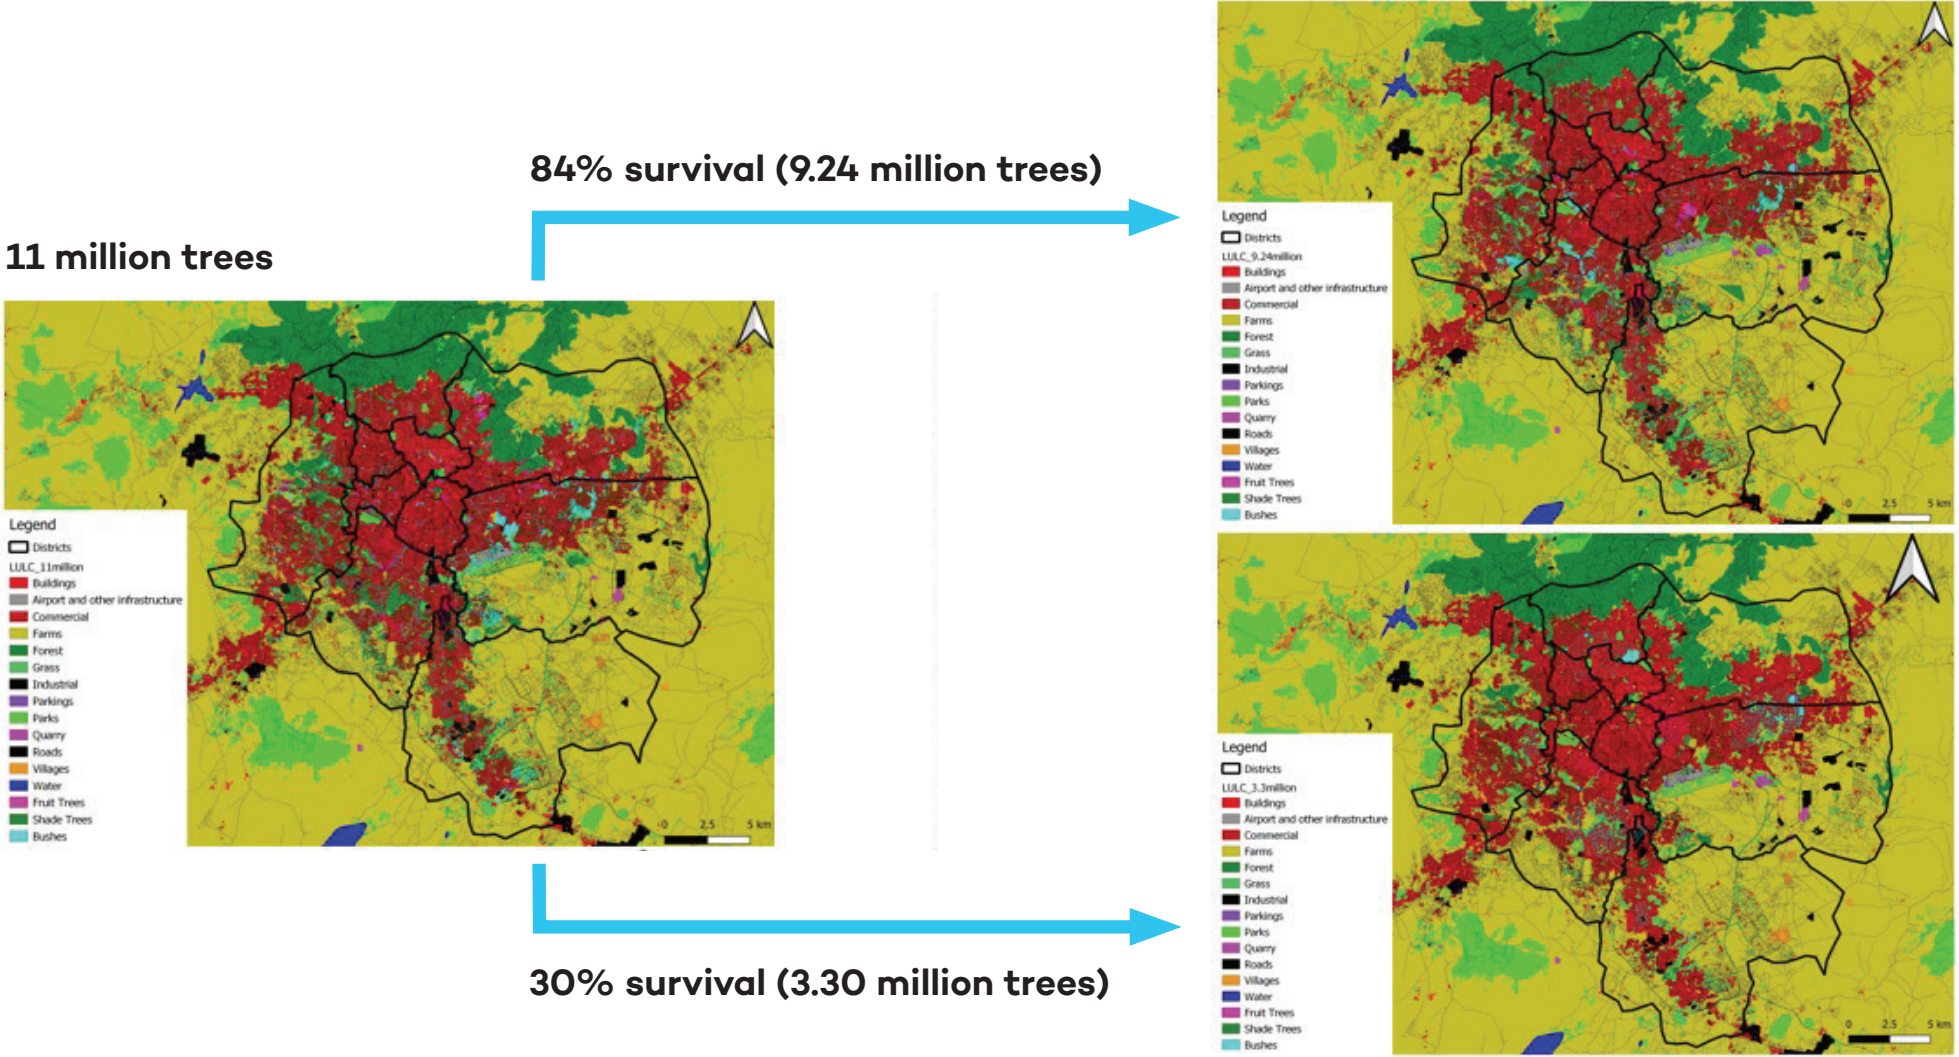 84% survival (9.24 million trees)
11 million trees
Legend
Districts
LULC_11million
Buildings
Airport and other infrastructure
Commercial
Farms
Forest
Grass
Industrial
Parkings
Parks
Quarry
Roads
Villages
Water
Fruit Trees
Shade Trees
Bushes
0 2.5 5 km
Legend
Districts
LULC_9.24million
Buildings
Airport and other infrastructure
Commercial
Farms
Forest
Grass
Industrial
Parkings
Parks
Quarry
Roads
Villages
Water
Fruit Trees
Shade Trees
Bushes
0 2.5 5 km
30% survival (3.30 million trees)
Legend
Districts
LULC_3.3million
Buildings
Airport and other infrastructure
Commercial
Farms
Forest
Grass
Industrial
Parkings
Parks
Quarry
Roads
Villages
Water
Fruit Trees
Shade Trees
Bushes
0 2.5 5 km